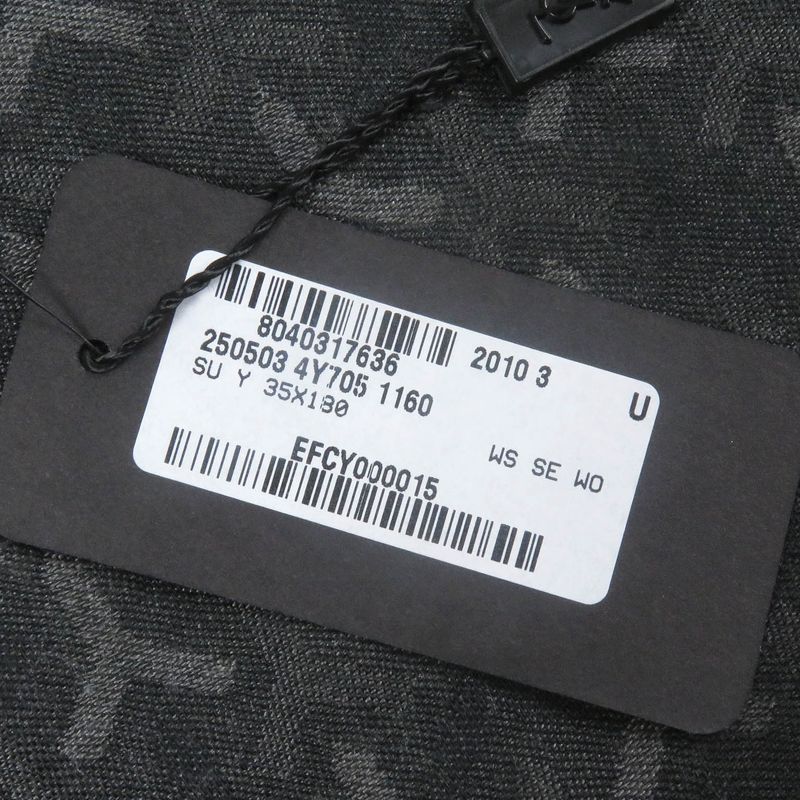 8040317636
2010 3
U
250503 4Y705 1160
SU Y 35X180
WS SE WO
EFCY000015